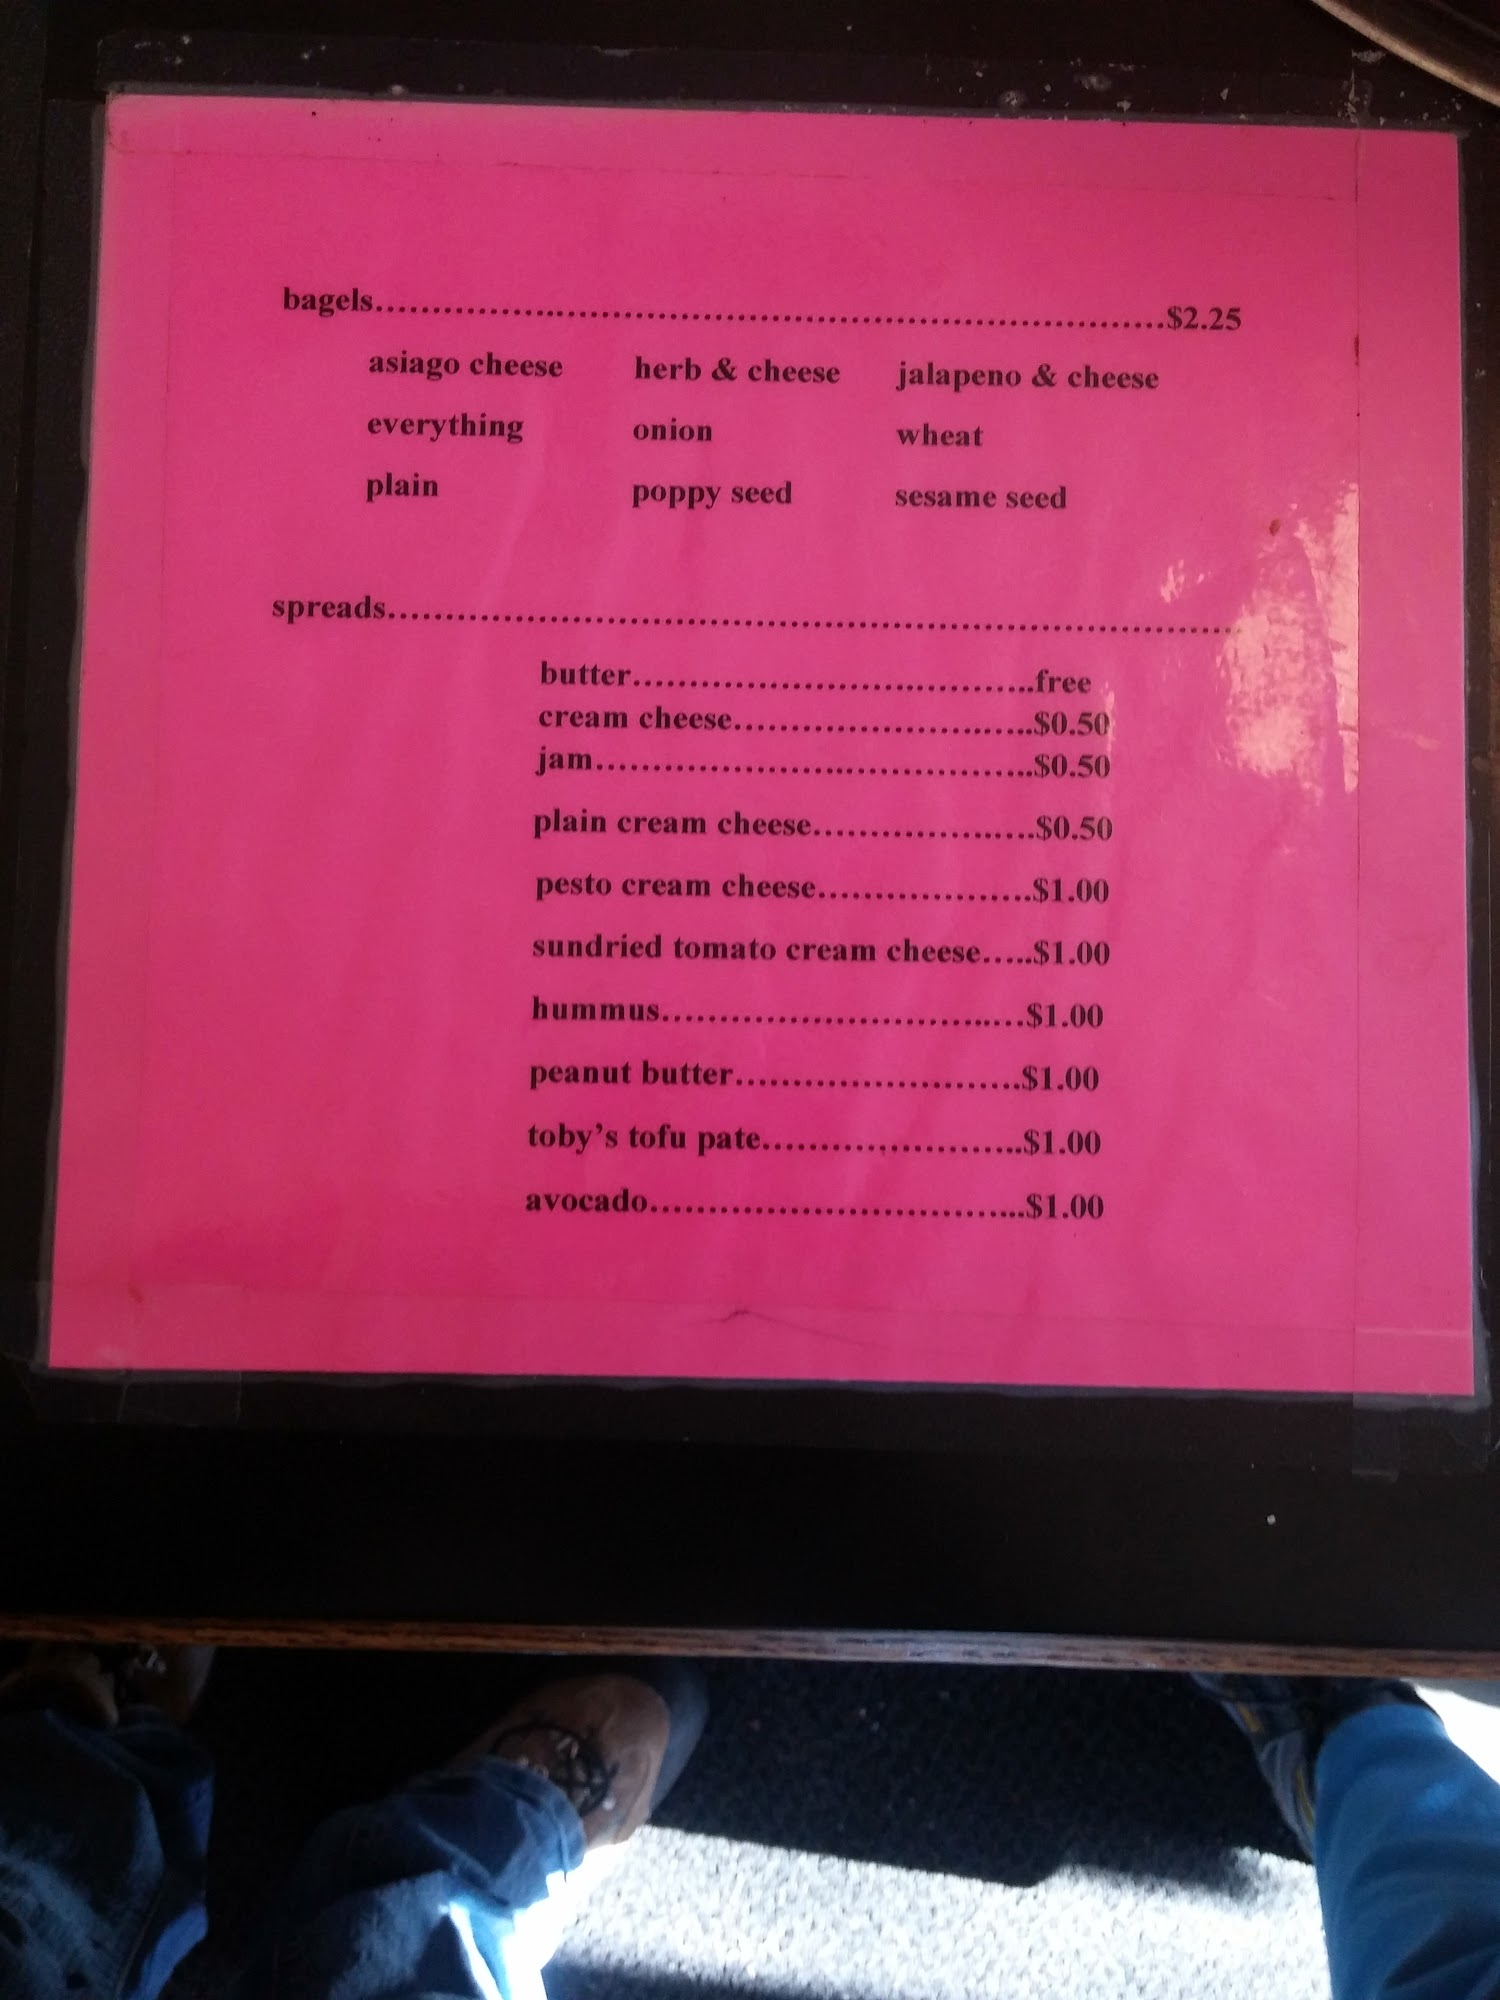 bagels...............................................................................$2.25
asiago cheese herb & cheese jalapeno & cheese
everything onion wheat
plain poppy seed sesame seed
spreads.....................................................................................
butter........................................free
cream cheese..............................$0.50
jam............................................$0.50
plain cream cheese......................$0.50
pesto cream cheese.....................$1.00
sundried tomato cream cheese.....$1.00
hummus....................................$1.00
peanut butter............................$1.00
toby’s tofu pate..........................$1.00
avocado.....................................$1.00